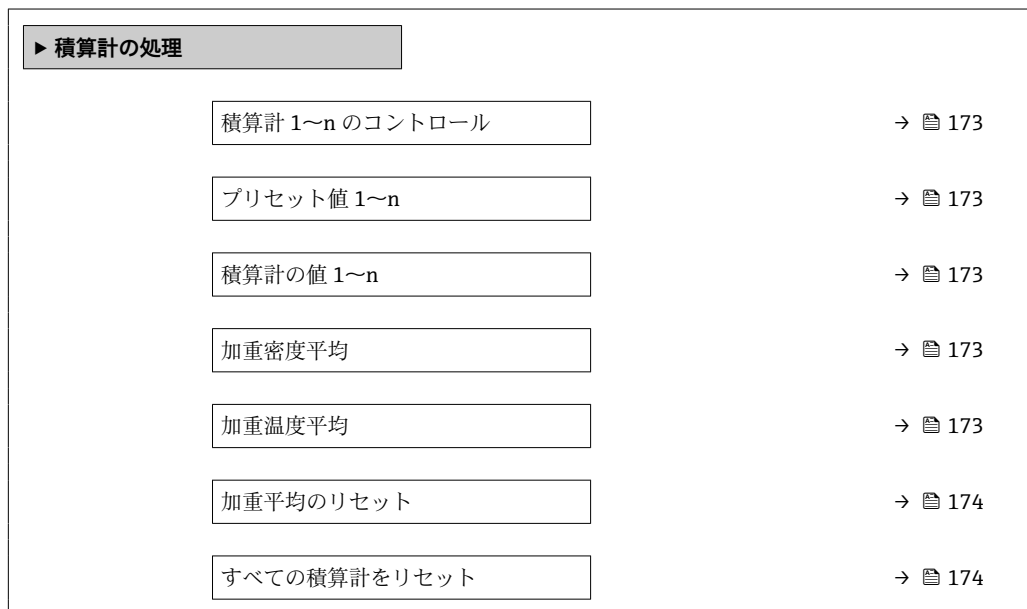 ▶ 積算計の処理
積算計 1～n のコントロール → 173
プリセット値 1～n → 173
積算計の値 1～n → 173
加重密度平均 → 173
加重温度平均 → 173
加重平均のリセット → 174
すべての積算計をリセット → 174